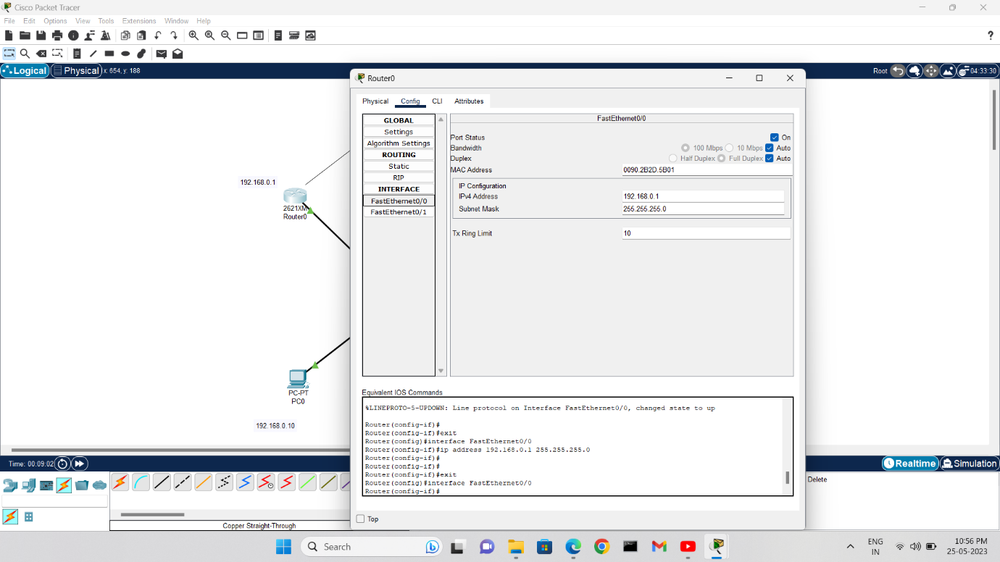 Cisco Packet Tracer
File Edit Options View Tools Extensions Window Help
?
Logical Physical x: 654, y: 188 Root 04:33:30
192.168.0.1
2621XM
Router0
PC-PT
PC0
192.168.0.10
Router0
Physical Config CLI Attributes
GLOBAL
Settings
Algorithm Settings
ROUTING
Static
RIP
INTERFACE
FastEthernet0/0
FastEthernet0/1
FastEthernet0/0
Port Status On
Bandwidth 100 Mbps 10 Mbps Auto
Duplex Half Duplex Full Duplex Auto
MAC Address 0090.2B2D.5B01
IP Configuration
IPv4 Address 192.168.0.1
Subnet Mask 255.255.255.0
Tx Ring Limit 10
Equivalent IOS Commands
%LINEPROTO-5-UPDOWN: Line protocol on Interface FastEthernet0/0, changed state to up
Router(config-if)#
Router(config-if)#exit
Router(config)#interface FastEthernet0/0
Router(config-if)#ip address 192.168.0.1 255.255.255.0
Router(config-if)#
Router(config-if)#
Router(config-if)#exit
Router(config)#interface FastEthernet0/0
Router(config-if)#
Top
Time: 00:09:02 Realtime Simulation
Delete
Copper Straight-Through
Search
ENG
IN
10:56 PM
25-05-2023